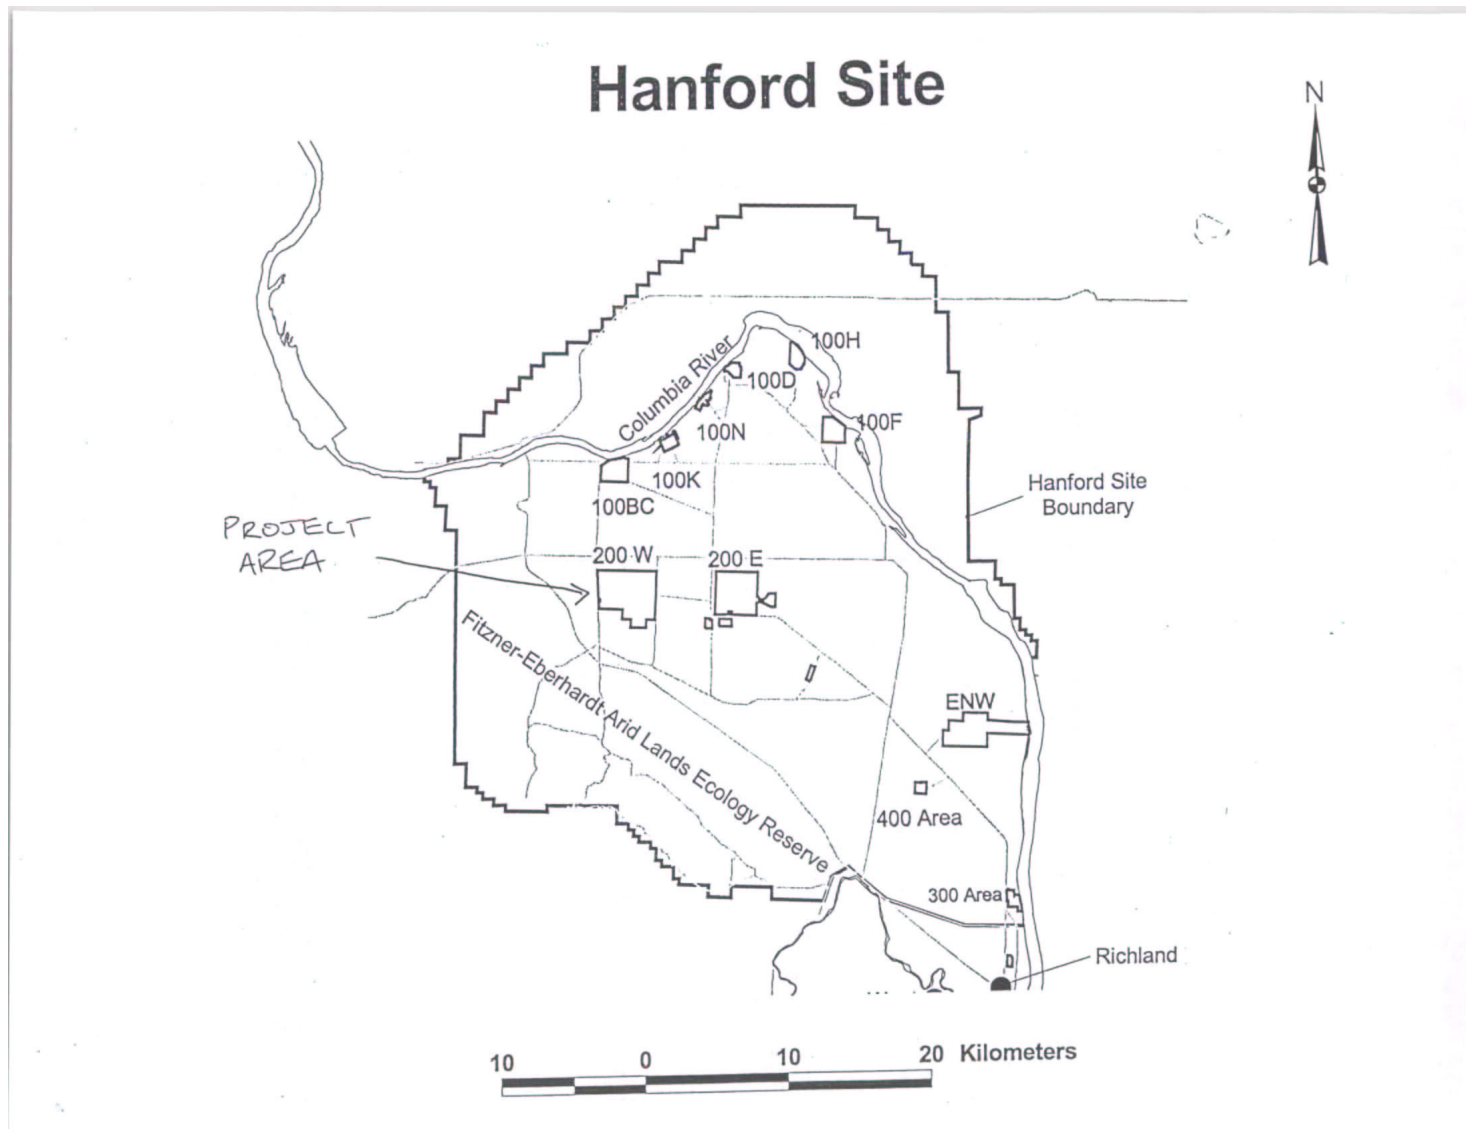 Hanford Site
N
100H
Columbia River
100D
100F
100N
100K
100BC
Hanford Site
Boundary
PROJECT
AREA
200 W
200 E
Fitzner-Eberhardt Arid Lands Ecology Reserve
ENW
400 Area
300 Area
Richland
10 0 10 20 Kilometers